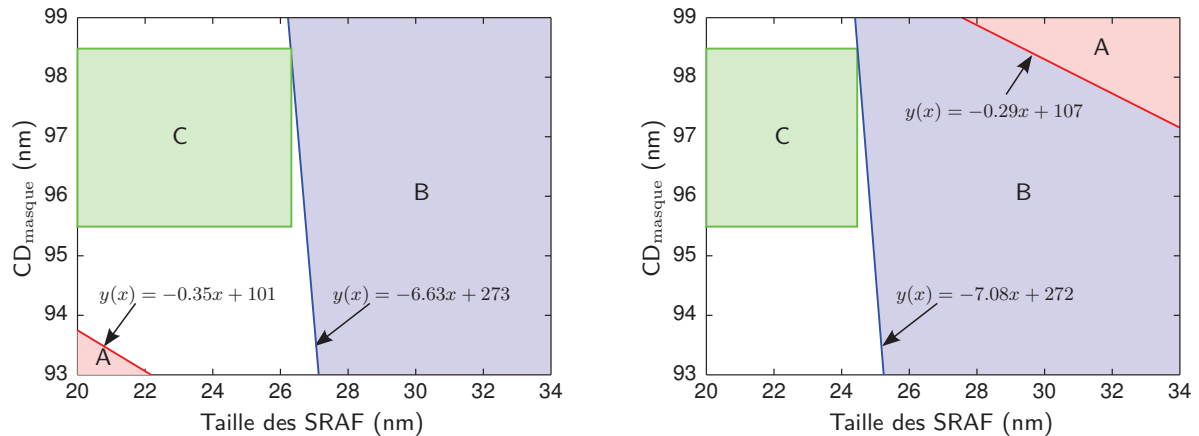 99
98
97
96
95
94
93
CD_masque (nm)
C
B
y(x) = −0.35x + 101
y(x) = −6.63x + 273
A
20 22 24 26 28 30 32 34
Taille des SRAF (nm)
99
98
97
96
95
94
93
CD_masque (nm)
A
y(x) = −0.29x + 107
C
B
y(x) = −7.08x + 272
20 22 24 26 28 30 32 34
Taille des SRAF (nm)